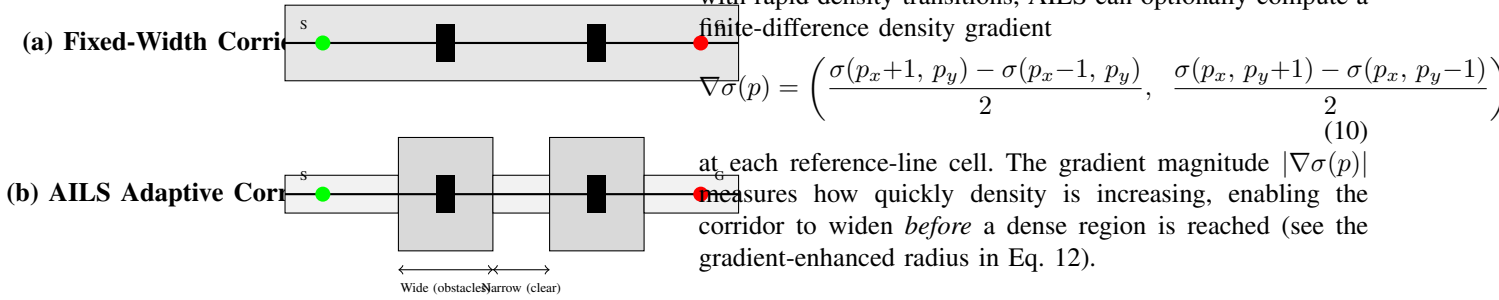 (a) Fixed-Width Corri
S
G
(b) AILS Adaptive Corr
S
G
Wide (obstacles)
Narrow (clear)
with rapid density transitions, AILS can optionally compute a
finite-difference density gradient
∇σ(p) = ( σ(p_x+1, p_y) − σ(p_x−1, p_y) / 2 , σ(p_x, p_y+1) − σ(p_x, p_y−1) / 2 )
(10)
at each reference-line cell. The gradient magnitude |∇σ(p)|
measures how quickly density is increasing, enabling the
corridor to widen before a dense region is reached (see the
gradient-enhanced radius in Eq. 12).